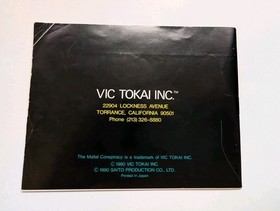 VIC TOKAI INC.™
22904 LOCKNESS AVENUE
TORRANCE, CALIFORNIA 90501
Phone (213) 326-8880
The Mafat Conspiracy is a trademark of VIC TOKAI INC.
© 1990 VIC TOKAI INC.
© 1990 SAITO PRODUCTION CO., LTD.
Printed in Japan